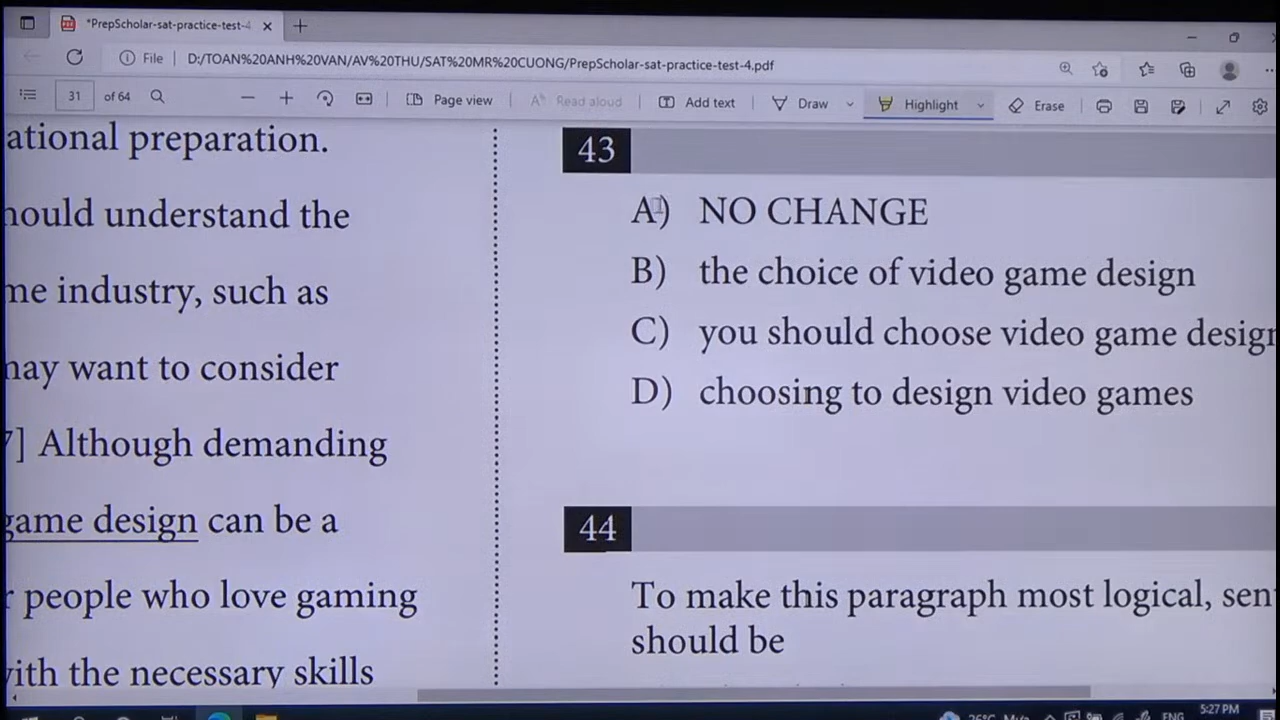 *PrepScholar-sat-practice-test-4
File D:/TOAN%20ANH%20VAN/AV%20THU/SAT%20MR%20CUONG/PrepScholar-sat-practice-test-4.pdf
31 of 64 Page view Read aloud Add text Draw Highlight Erase
ational preparation.
hould understand the
me industry, such as
may want to consider
7] Although demanding
game design can be a
r people who love gaming
with the necessary skills
43
A) NO CHANGE
B) the choice of video game design
C) you should choose video game design
D) choosing to design video games
44
To make this paragraph most logical, sen
should be
ENG 5:27 PM